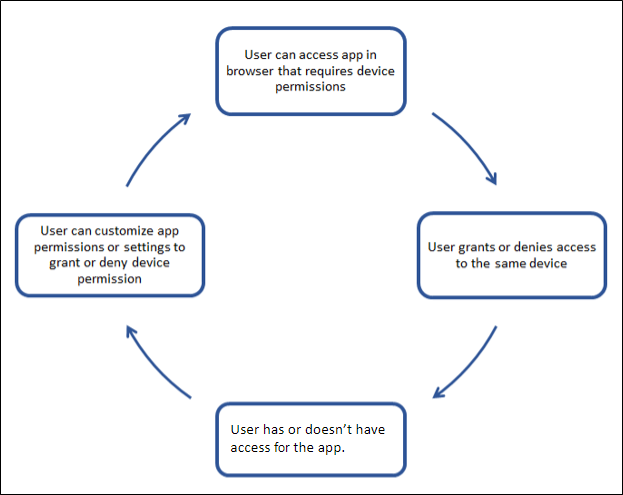 User can access app in
browser that requires device
permissions
User grants or denies access
to the same device
User has or doesn’t have
access for the app.
User can customize app
permissions or settings to
grant or deny device
permission